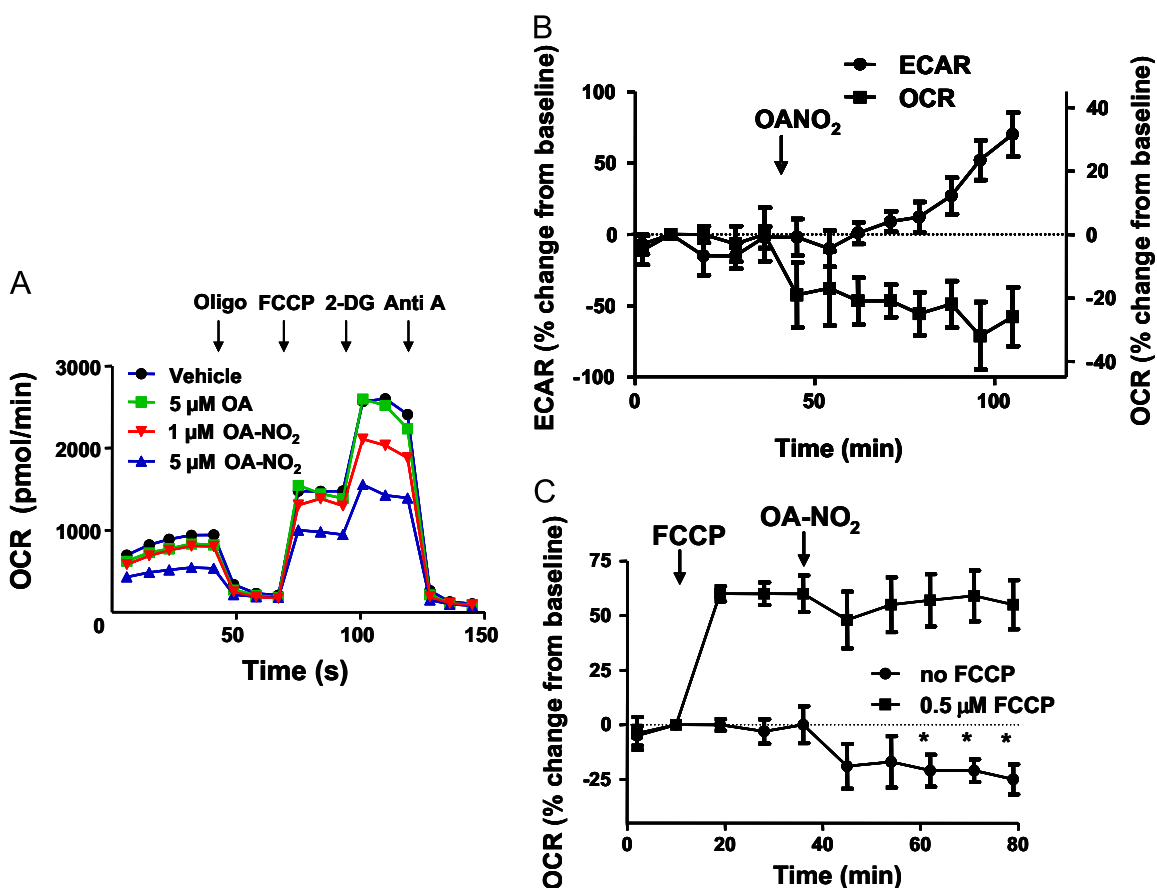 A
Oligo FCCP 2-DG Anti A
OCR (pmol/min)
3000
2000
1000
0
50
100
150
Vehicle
5 µM OA
1 µM OA-NO₂
5 µM OA-NO₂
Time (s)
B
ECAR (% change from baseline)
100
50
0
-50
-100
ECAR
OCR
OANO₂
OCR (% change from baseline)
40
20
0
-20
-40
0
50
100
Time (min)
C
OCR (% change from baseline)
75
50
25
0
-25
FCCP
OA-NO₂
no FCCP
0.5 µM FCCP
* * *
0
20
40
60
80
Time (min)